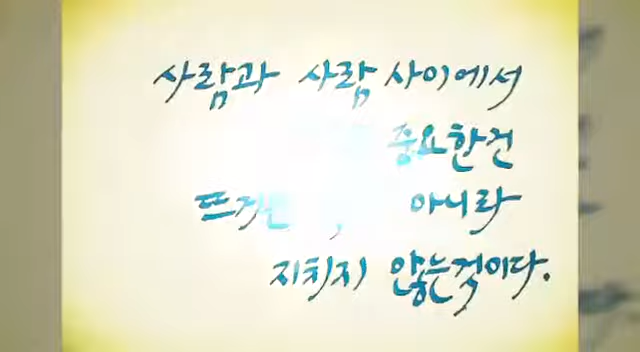 사람과 사람 사이에서
중요한건
아니라
지치지 않는것이다.